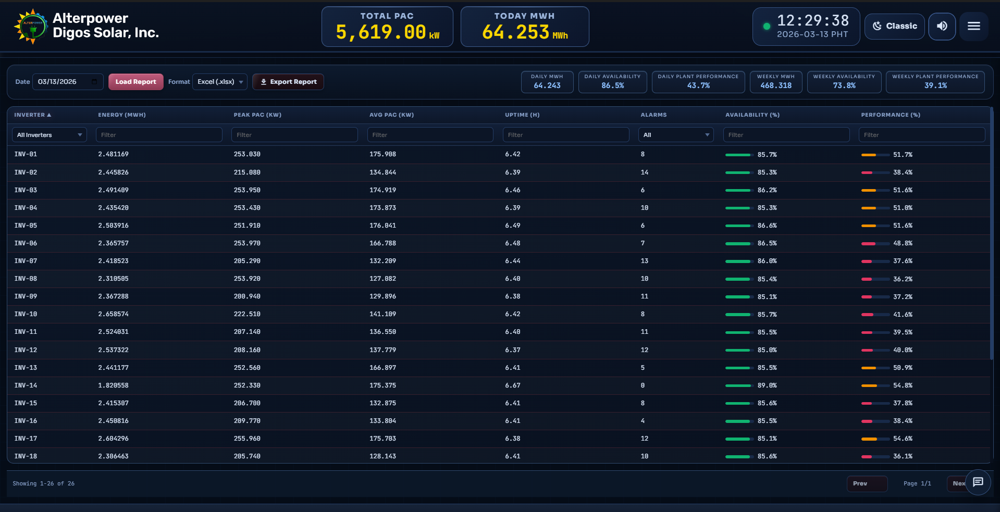 ALTERPOWER
Alterpower
Digos Solar, Inc.
TOTAL PAC
5,619.00 kW
TODAY MWH
64.253 MWh
12:29:38
2026-03-13 PHT
Classic
Date 03/13/2026 Load Report Format Excel (.xlsx) Export Report
DAILY MWH
64.243
DAILY AVAILABILITY
86.5%
DAILY PLANT PERFORMANCE
43.7%
WEEKLY MWH
468.318
WEEKLY AVAILABILITY
73.8%
WEEKLY PLANT PERFORMANCE
39.1%
INVERTER ▲ ENERGY (MWH) PEAK PAC (KW) AVG PAC (KW) UPTIME (H) ALARMS AVAILABILITY (%) PERFORMANCE (%)
All Inverters Filter Filter Filter Filter All Filter Filter
INV-01 2.481169 253.030 175.908 6.42 8 85.7% 51.7%
INV-02 2.445826 215.080 134.844 6.39 14 85.3% 38.4%
INV-03 2.491409 253.950 174.919 6.46 6 86.2% 51.6%
INV-04 2.435420 253.430 173.873 6.39 10 85.3% 51.0%
INV-05 2.503916 251.910 176.041 6.49 6 86.6% 51.6%
INV-06 2.365757 253.970 166.788 6.48 7 86.5% 48.8%
INV-07 2.418523 205.290 132.209 6.44 13 86.0% 37.6%
INV-08 2.310505 253.920 127.082 6.40 10 85.4% 36.2%
INV-09 2.367288 200.940 129.896 6.38 11 85.1% 37.2%
INV-10 2.658574 222.510 141.109 6.42 8 85.7% 41.6%
INV-11 2.524031 207.140 136.550 6.40 11 85.5% 39.5%
INV-12 2.537322 208.160 137.779 6.37 12 85.0% 40.0%
INV-13 2.441177 252.560 166.897 6.41 5 85.5% 50.9%
INV-14 1.820558 252.330 175.375 6.67 0 89.0% 54.8%
INV-15 2.415307 206.700 132.875 6.41 8 85.6% 37.8%
INV-16 2.450816 209.770 133.804 6.41 4 85.5% 38.4%
INV-17 2.604296 255.960 175.703 6.38 12 85.1% 54.6%
INV-18 2.306463 205.740 128.143 6.41 10 85.6% 36.1%
Showing 1-26 of 26
Prev Page 1/1 Nex